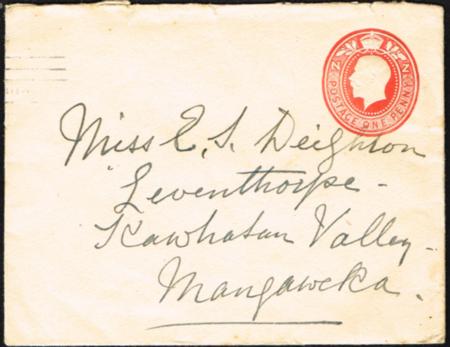 N Z POSTAGE ONE PENNY
Miss E. S. Deighton
Leventhorpe -
Kawhatau Valley -
Mangaweka.